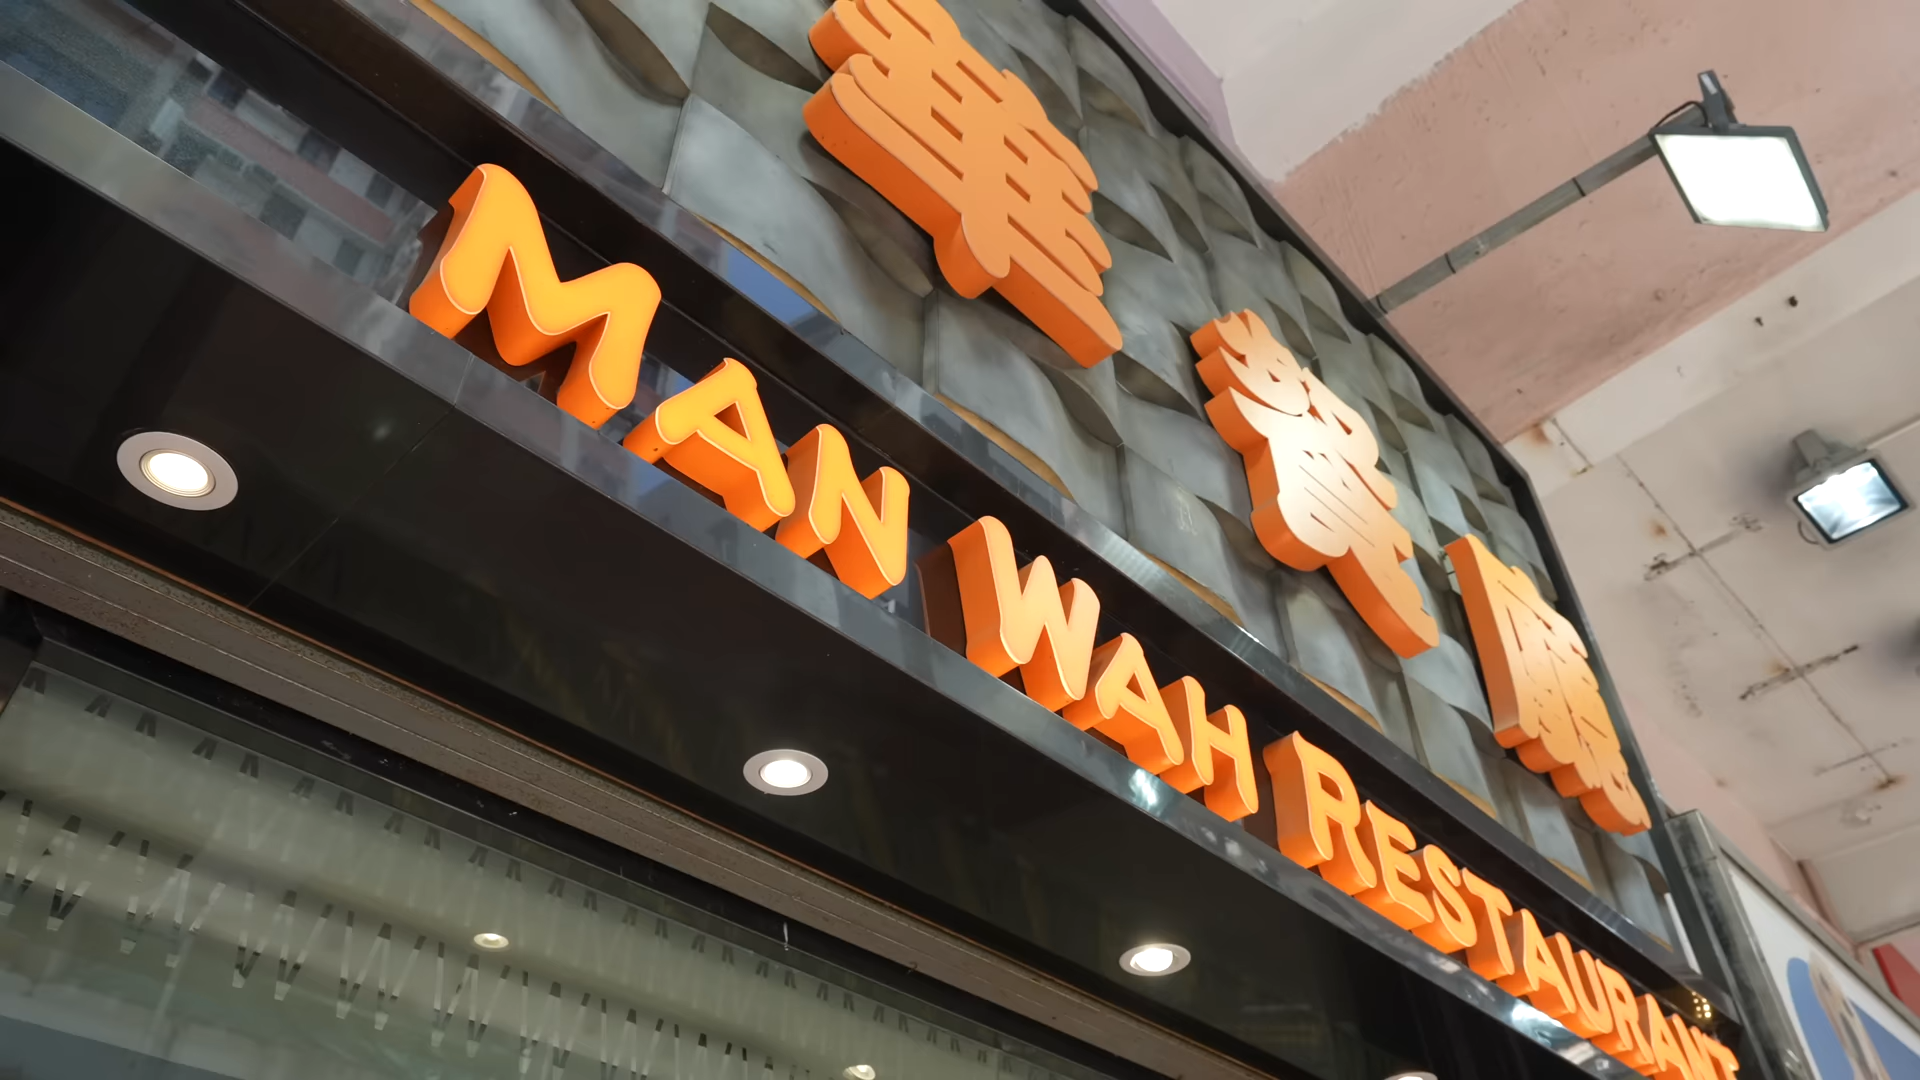 華餐廳
MAN WAH RESTAURANT